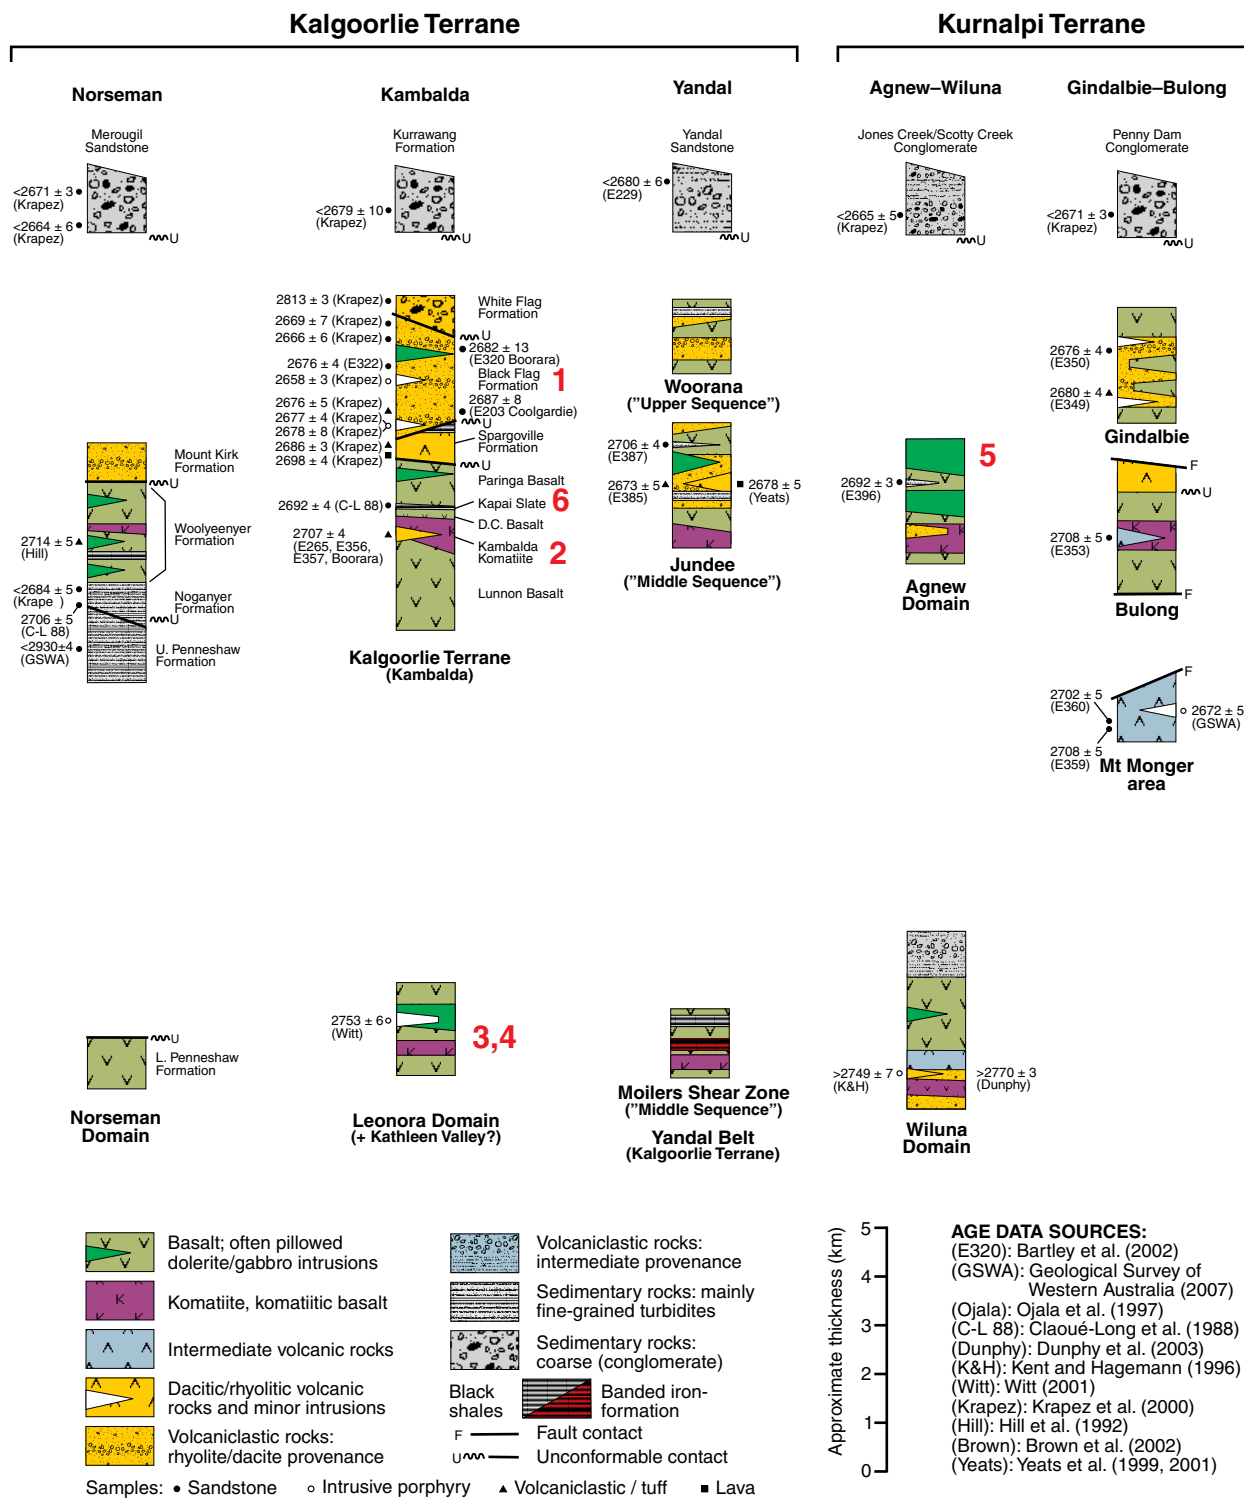 Kalgoorlie Terrane
Kurnalpi Terrane
Norseman
Kambalda
Yandal
Agnew–Wiluna
Gindalbie–Bulong
Merougil
Sandstone
<2671 ± 3
(Krapez)
<2664 ± 6
(Krapez)
U
Kurrawang
Formation
<2679 ± 10
(Krapez)
U
Yandal
Sandstone
<2680 ± 6
(E229)
U
Jones Creek/Scotty Creek
Conglomerate
<2665 ± 5
(Krapez)
U
Penny Dam
Conglomerate
<2671 ± 3
(Krapez)
U
Mount Kirk
Formation
U
Woolyeenyer
Formation
2714 ± 5
(Hill)
<2684 ± 5
(Krape )
2706 ± 5
(C-L 88)
<2930±4
(GSWA)
Noganyer
Formation
U
U. Penneshaw
Formation
2813 ± 3 (Krapez)
2669 ± 7 (Krapez)
2666 ± 6 (Krapez)
2676 ± 4 (E322)
2658 ± 3 (Krapez)
2676 ± 5 (Krapez)
2677 ± 4 (Krapez)
2678 ± 8 (Krapez)
2686 ± 3 (Krapez)
2698 ± 4 (Krapez)
2692 ± 4 (C-L 88)
2707 ± 4
(E265, E356,
E357, Boorara)
White Flag
Formation
U
2682 ± 13
(E320 Boorara)
Black Flag
Formation
1
2687 ± 8
(E203 Coolgardie)
U
Spargoville
Formation
U
Paringa Basalt
Kapai Slate
6
D.C. Basalt
Kambalda
Komatiite
2
Lunnon Basalt
Kalgoorlie Terrane
(Kambalda)
Woorana
("Upper Sequence")
2706 ± 4
(E387)
2673 ± 5
(E385)
2678 ± 5
(Yeats)
Jundee
("Middle Sequence")
5
2692 ± 3
(E396)
Agnew
Domain
2676 ± 4
(E350)
2680 ± 4
(E349)
Gindalbie
F
U
2708 ± 5
(E353)
F
Bulong
F
2702 ± 5
(E360)
2672 ± 5
(GSWA)
2708 ± 5
(E359)
Mt Monger
area
U
L. Penneshaw
Formation
Norseman
Domain
2753 ± 6
(Witt)
3,4
Leonora Domain
(+ Kathleen Valley?)
Moilers Shear Zone
("Middle Sequence")
Yandal Belt
(Kalgoorlie Terrane)
>2749 ± 7
(K&H)
>2770 ± 3
(Dunphy)
Wiluna
Domain
Basalt; often pillowed
dolerite/gabbro intrusions
Komatiite, komatiitic basalt
Intermediate volcanic rocks
Dacitic/rhyolitic volcanic
rocks and minor intrusions
Volcaniclastic rocks:
rhyolite/dacite provenance
Volcaniclastic rocks:
intermediate provenance
Sedimentary rocks: mainly
fine-grained turbidites
Sedimentary rocks:
coarse (conglomerate)
Black
shales
Banded iron-
formation
F
Fault contact
U
Unconformable contact
Samples: Sandstone Intrusive porphyry Volcaniclastic / tuff Lava
Approximate thickness (km)
5
4
3
2
1
0
AGE DATA SOURCES:
(E320): Bartley et al. (2002)
(GSWA): Geological Survey of
Western Australia (2007)
(Ojala): Ojala et al. (1997)
(C-L 88): Claoué-Long et al. (1988)
(Dunphy): Dunphy et al. (2003)
(K&H): Kent and Hagemann (1996)
(Witt): Witt (2001)
(Krapez): Krapez et al. (2000)
(Hill): Hill et al. (1992)
(Brown): Brown et al. (2002)
(Yeats): Yeats et al. (1999, 2001)